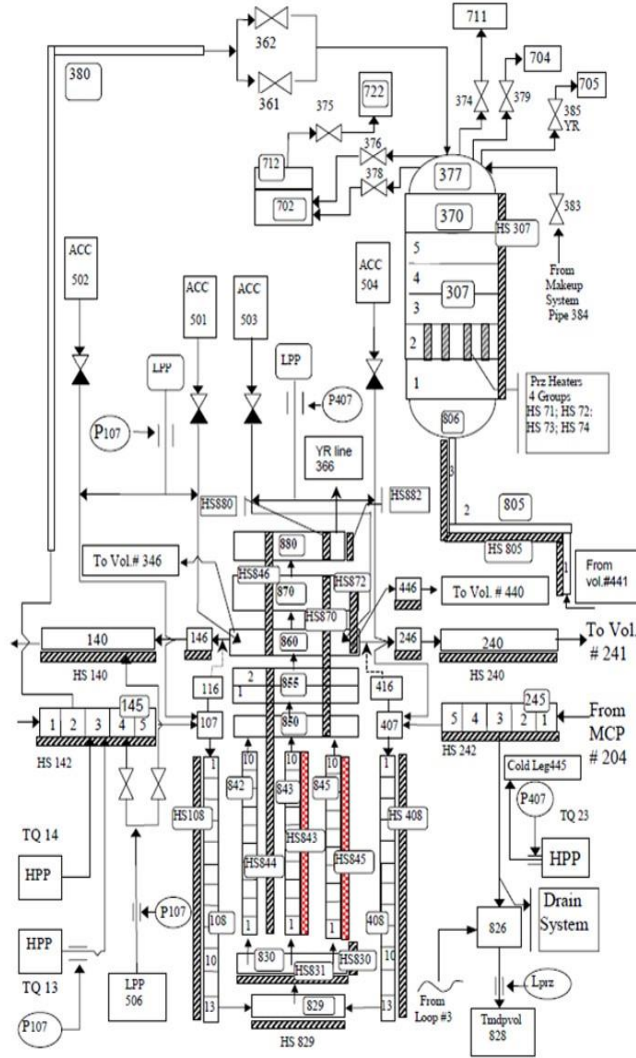 711
362
704
380
722
374
379
705
375
385
YR
361
376
712
377
378
702
370
HS 307
383
ACC
502
5
ACC
504
ACC
501
ACC
503
4
From
Makeup
System
Pipe 384
307
3
LPP
LPP
2
P407
1
Prz Heaters
4 Groups
HS 71; HS 72;
HS 73; HS 74
P107
806
YR line
366
3
HS880
HS882
805
2
880
HS 805
To Vol.# 346
HS846
HS872
1
From
vol.#441
870
446
To Vol. # 440
HS870
140
146
860
246
240
To Vol.
# 241
HS 140
2
855
1
HS 240
116
416
145
107
850
407
245
1
2
3
4
5
5
4
3
2
1
From
MCP
# 204
HS 142
HS 242
1
10
842
10
843
10
845
1
Cold Leg445
HS108
HS 408
P407
TQ 14
TQ 23
HS843
HPP
HS844
HS845
HPP
P107
108
408
Drain
System
1
1
1
826
HPP
10
830
HS830
10
LPP
506
HS831
TQ 13
13
829
13
Lprz
From
Loop #3
P107
HS 829
Tmdpvol
828